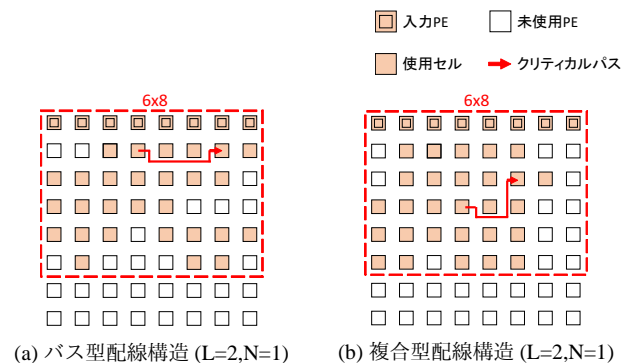 入力PE 未使用PE
使用セル クリティカルパス
6x8 6x8
(a) バス型配線構造 (L=2,N=1) (b) 複合型配線構造 (L=2,N=1)